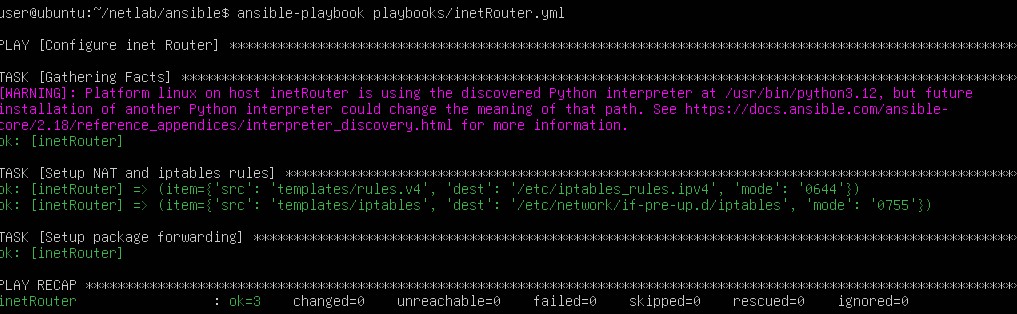 user@ubuntu:~/netlab/ansible$ ansible-playbook playbooks/inetRouter.yml
PLAY [Configure inet Router] ******************************************************************************************
TASK [Gathering Facts] ************************************************************************************************
[WARNING]: Platform linux on host inetRouter is using the discovered Python interpreter at /usr/bin/python3.12, but future
installation of another Python interpreter could change the meaning of that path. See https://docs.ansible.com/ansible-
core/2.18/reference_appendices/interpreter_discovery.html for more information.
ok: [inetRouter]
TASK [Setup NAT and iptables rules] ***********************************************************************************
ok: [inetRouter] => (item={'src': 'templates/rules.v4', 'dest': '/etc/iptables_rules.ipv4', 'mode': '0644'})
ok: [inetRouter] => (item={'src': 'templates/iptables', 'dest': '/etc/network/if-pre-up.d/iptables', 'mode': '0755'})
TASK [Setup package forwarding] ***************************************************************************************
ok: [inetRouter]
PLAY RECAP ************************************************************************************************************
inetRouter : ok=3 changed=0 unreachable=0 failed=0 skipped=0 rescued=0 ignored=0